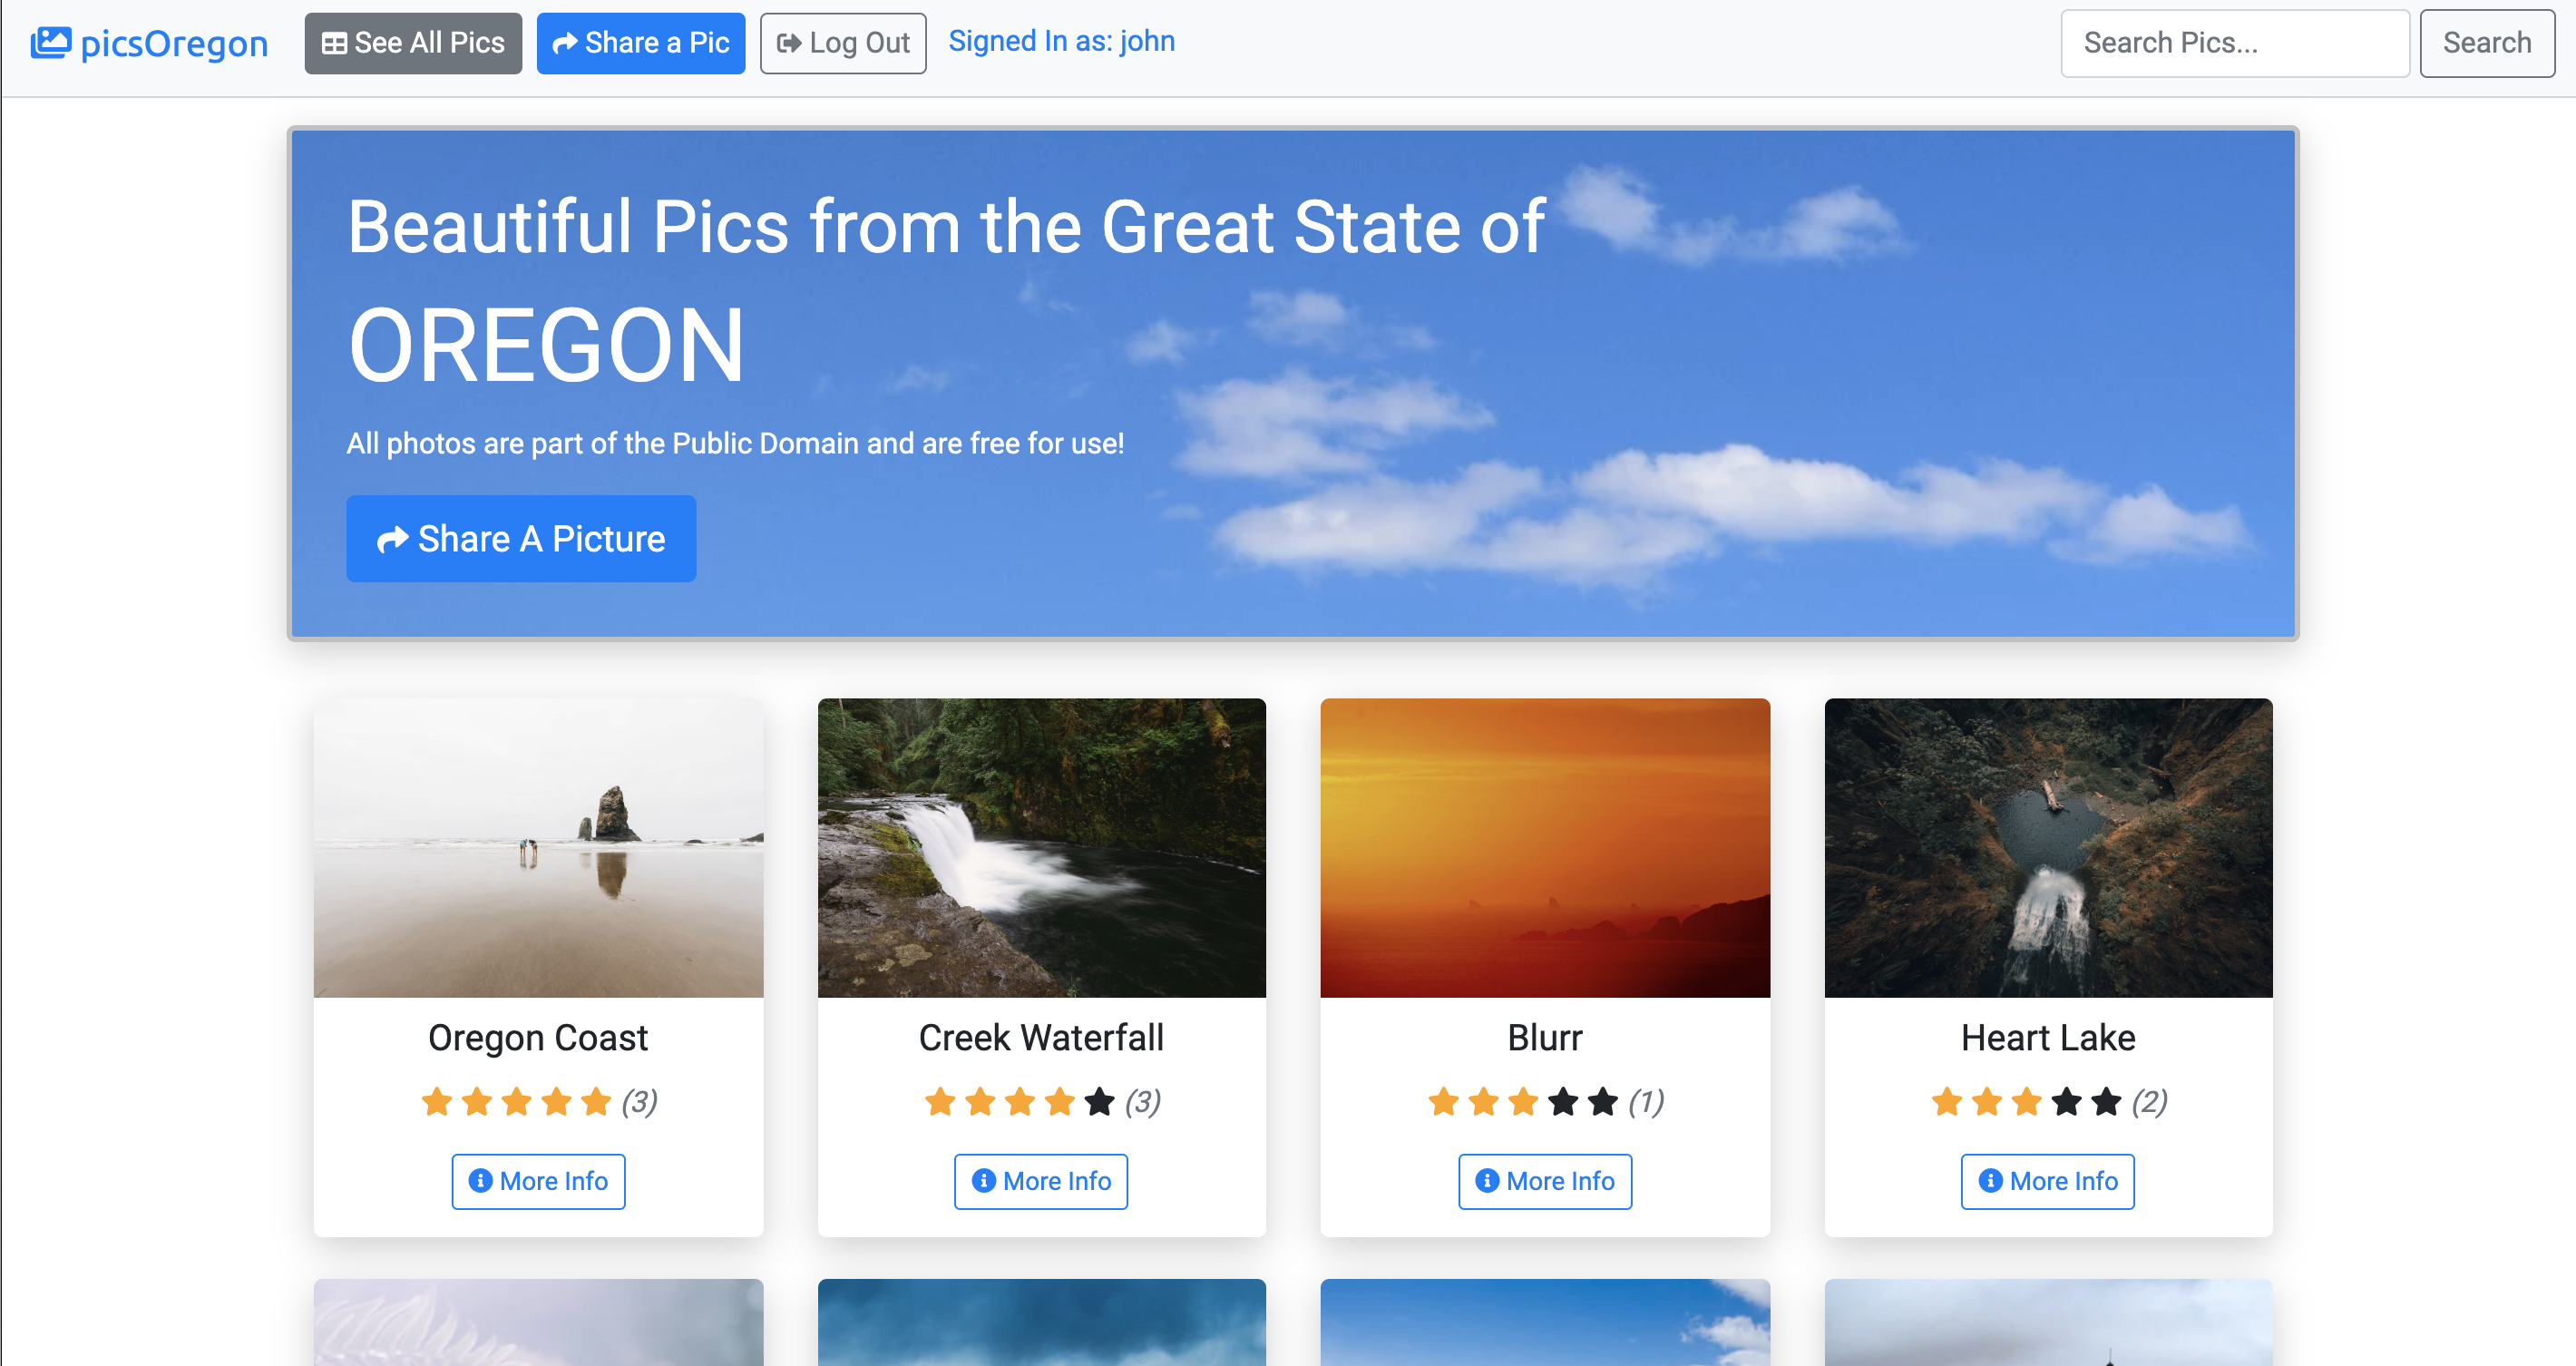 picsOregon See All Pics Share a Pic Log Out Signed In as: john Search Pics... Search
Beautiful Pics from the Great State of
OREGON
All photos are part of the Public Domain and are free for use!
Share A Picture
Oregon Coast Creek Waterfall Blurr Heart Lake
(3) (3) (1) (2)
More Info More Info More Info More Info